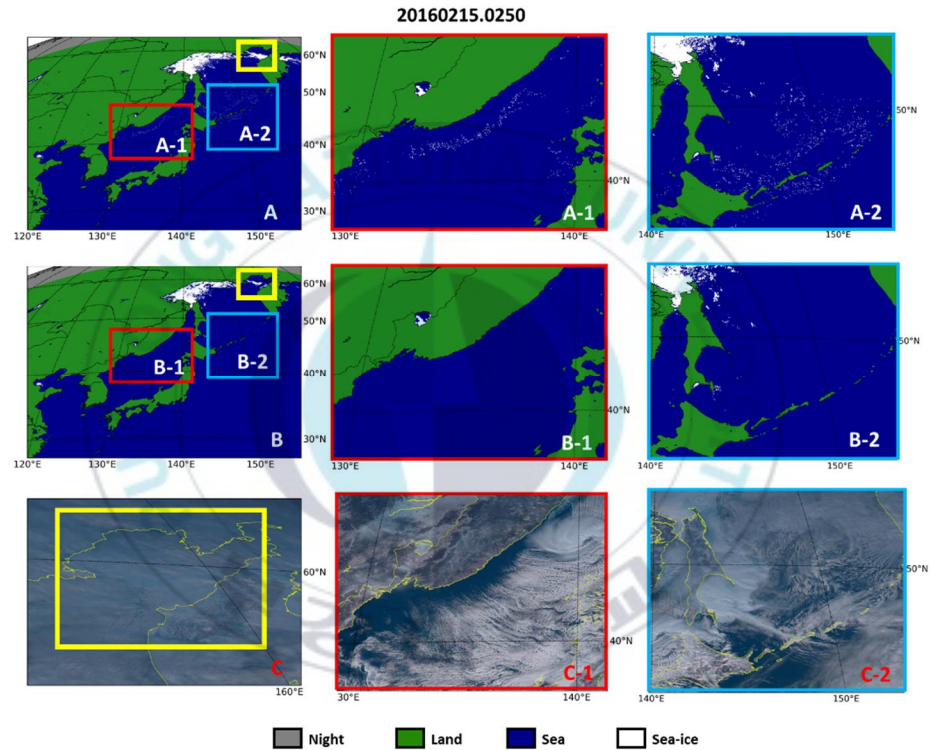 20160215.0250
60°N
50°N
40°N
30°N
A-1
A-2
A
120°E
130°E
140°E
150°E
40°N
A-1
130°E
140°E
50°N
A-2
140°E
150°E
60°N
50°N
40°N
30°N
B-1
B-2
B
120°E
130°E
140°E
150°E
40°N
B-1
130°E
140°E
50°N
B-2
140°E
150°E
60°N
C
160°E
40°N
C-1
30°E
140°E
50°N
C-2
140°E
150°E
Night
Land
Sea
Sea-ice